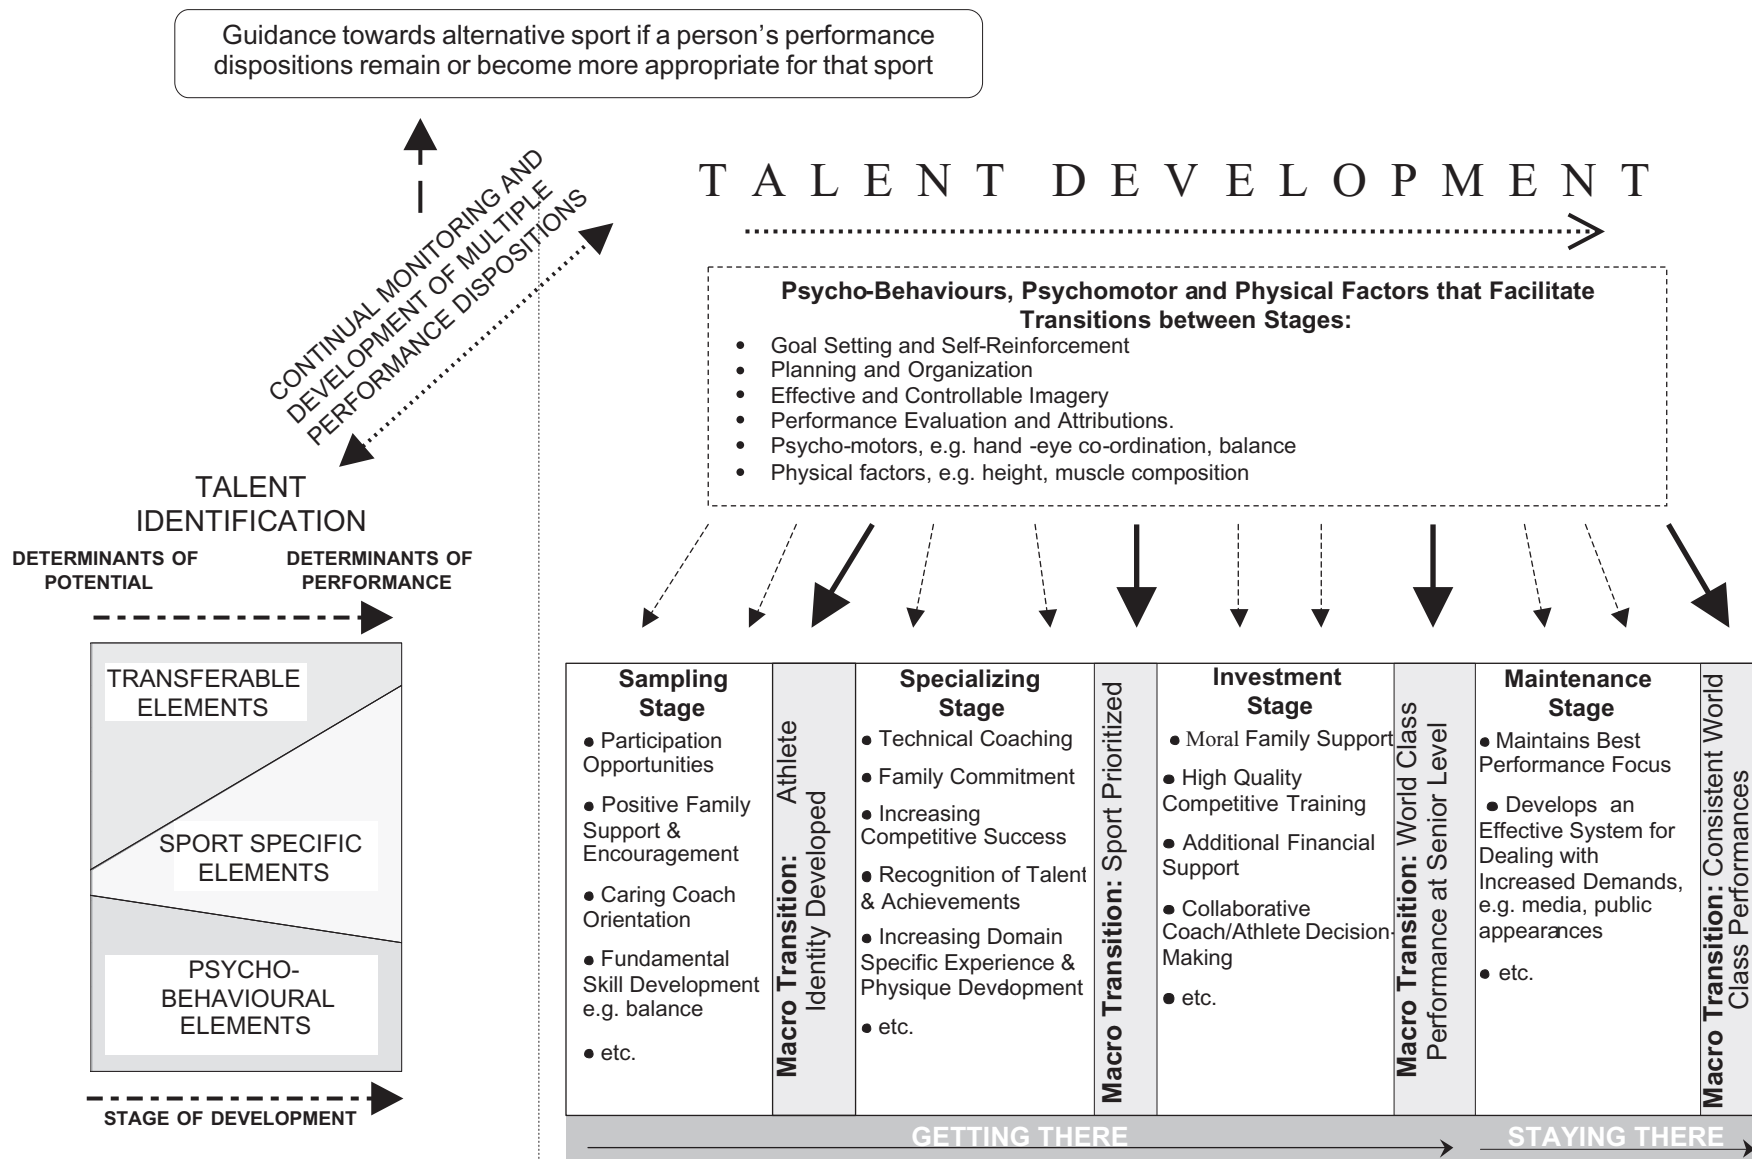 Guidance towards alternative sport if a person's performance
dispositions remain or become more appropriate for that sport
CONTINUAL MONITORING AND
DEVELOPMENT OF MULTIPLE
PERFORMANCE DISPOSITIONS
TALENT
IDENTIFICATION
DETERMINANTS OF
POTENTIAL
DETERMINANTS OF
PERFORMANCE
TRANSFERABLE
ELEMENTS
SPORT SPECIFIC
ELEMENTS
PSYCHO-
BEHAVIOURAL
ELEMENTS
STAGE OF DEVELOPMENT
TALENT DEVELOPMENT
Psycho-Behaviours, Psychomotor and Physical Factors that Facilitate
Transitions between Stages:
• Goal Setting and Self-Reinforcement
• Planning and Organization
• Effective and Controllable Imagery
• Performance Evaluation and Attributions.
• Psycho-motors, e.g. hand -eye co-ordination, balance
• Physical factors, e.g. height, muscle composition
Sampling
Stage
• Participation
Opportunities
• Positive Family
Support &
Encouragement
• Caring Coach
Orientation
• Fundamental
Skill Development
e.g. balance
• etc.
Macro Transition: Athlete
Identity Developed
Specializing
Stage
• Technical Coaching
• Family Commitment
• Increasing
Competitive Success
• Recognition of Talent
& Achievements
• Increasing Domain
Specific Experience &
Physique Development
• etc.
Macro Transition: Sport Prioritized
Investment
Stage
• Moral Family Support
• High Quality
Competitive Training
• Additional Financial
Support
• Collaborative
Coach/Athlete Decision-
Making
• etc.
Macro Transition: World Class
Performance at Senior Level
Maintenance
Stage
• Maintains Best
Performance Focus
• Develops an
Effective System for
Dealing with
Increased Demands,
e.g. media, public
appearances
• etc.
Macro Transition: Consistent World
Class Performances
GETTING THERE
STAYING THERE